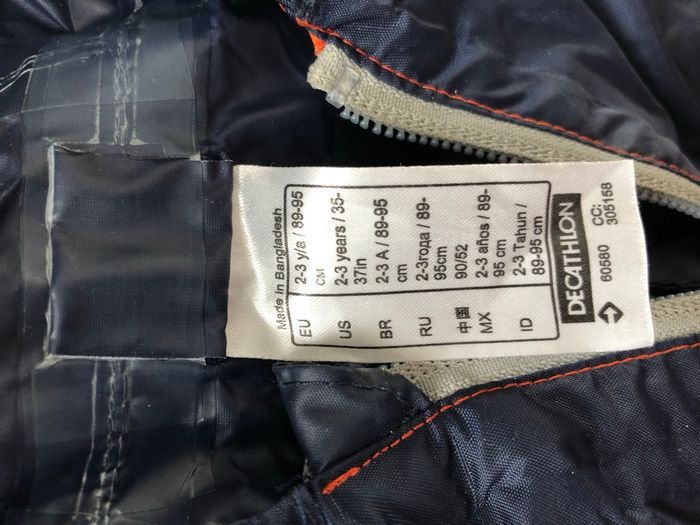 Made in Bangladesh
EU 2-3 y/a / 89-95
см
US 2-3 years / 35-
37in
BR 2-3 A / 89-95
cm
RU 2-3года / 89-
95cm
中国 90/52
MX 2-3 años / 89-
95 cm
ID 2-3 Tahun /
89-95 cm
DECATHLON
60580 CC:
305158